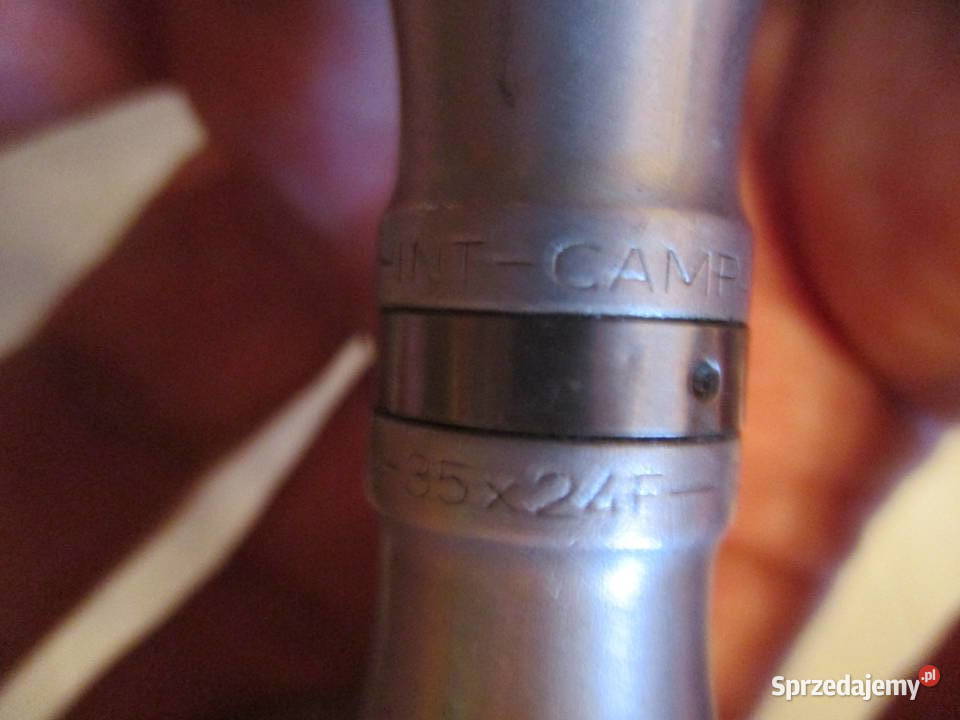 -INT-CAMP-
-35x24F-
Sprzedajemy.pl